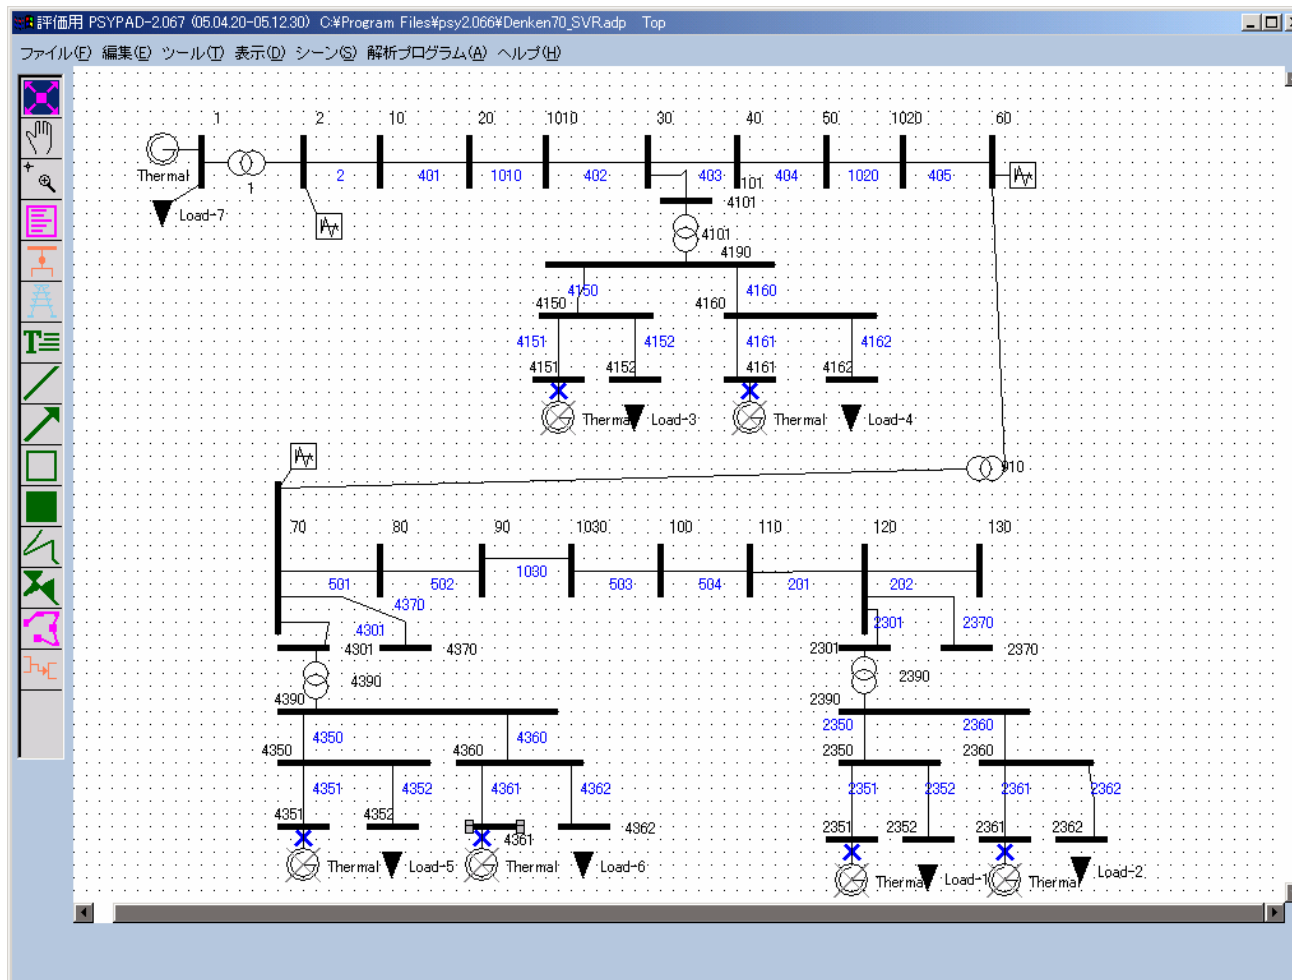 評価用 PSYPAD-2.067 (05.04.20-05.12.30) C:¥Program Files¥psy2.066¥Denken70_SVR.adp Top
ファイル(F) 編集(E) ツール(T) 表示(D) シーン(S) 解析プログラム(A) ヘルプ(H)
1 2 10 20 1010 30 40 50 1020 60
Thermal 1 2 401 1010 402 403 404 1020 405
101
Load-7 4101
4101
4190
4150 4160
4150 4160
4151 4152 4161 4162
4151 4152 4161 4162
Thermal Load-3 Thermal Load-4
910
70 80 90 1030 100 110 120 130
501 502 1030 503 504 201 202
4370
4301 2301 2370
4301 4370 2301 2370
4390 2390
4390 2390
4350 4360 2350 2360
4350 4360 2350 2360
4351 4352 4361 4362 2351 2352 2361 2362
4351 4352 4361 4362 2351 2352 2361 2362
Thermal Load-5 Thermal Load-6 Thermal Load-1 Thermal Load-2